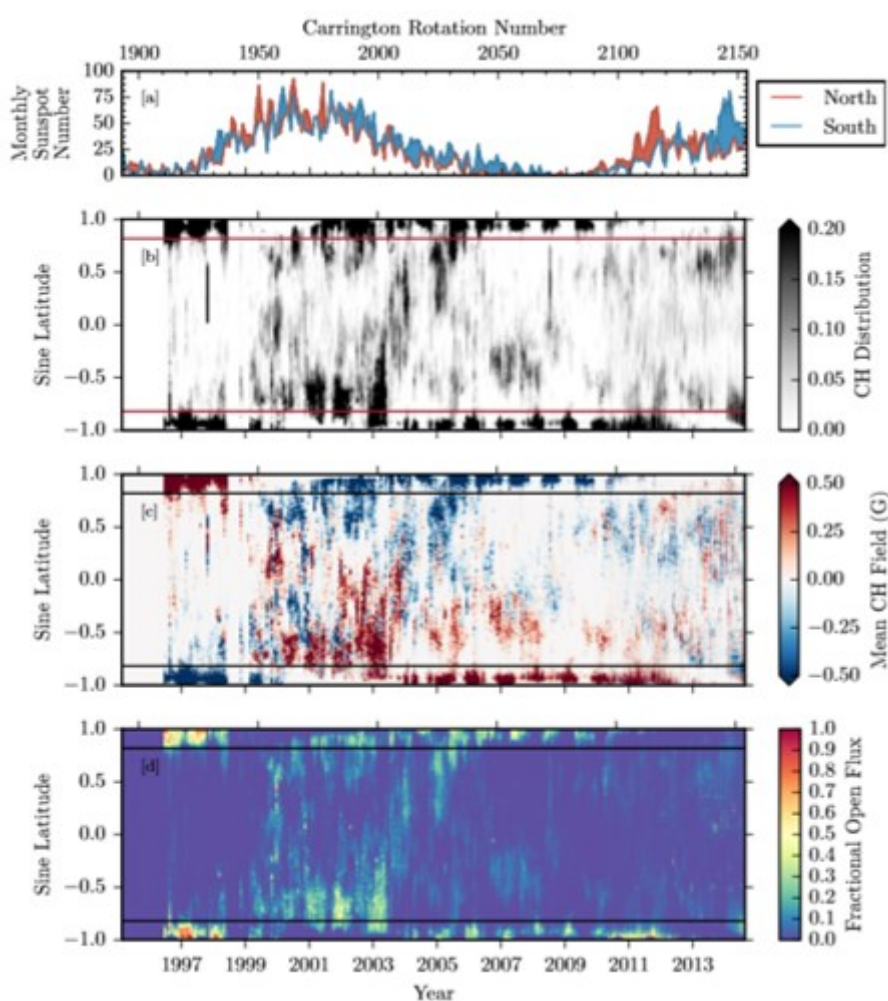 Carrington Rotation Number
1900 1950 2000 2050 2100 2150
Monthly
Sunspot
Number
100
75
50
25
0
[a]
North
South
Sine Latitude
1.0
0.5
0.0
−0.5
−1.0
[b]
0.20
0.15
0.10
0.05
0.00
CH Distribution
Sine Latitude
1.0
0.5
0.0
−0.5
−1.0
[c]
0.50
0.25
0.00
−0.25
−0.50
Mean CH Field (G)
Sine Latitude
1.0
0.5
0.0
−0.5
−1.0
[d]
1.0
0.9
0.8
0.7
0.6
0.5
0.4
0.3
0.2
0.1
0.0
Fractional Open Flux
1997 1999 2001 2003 2005 2007 2009 2011 2013
Year